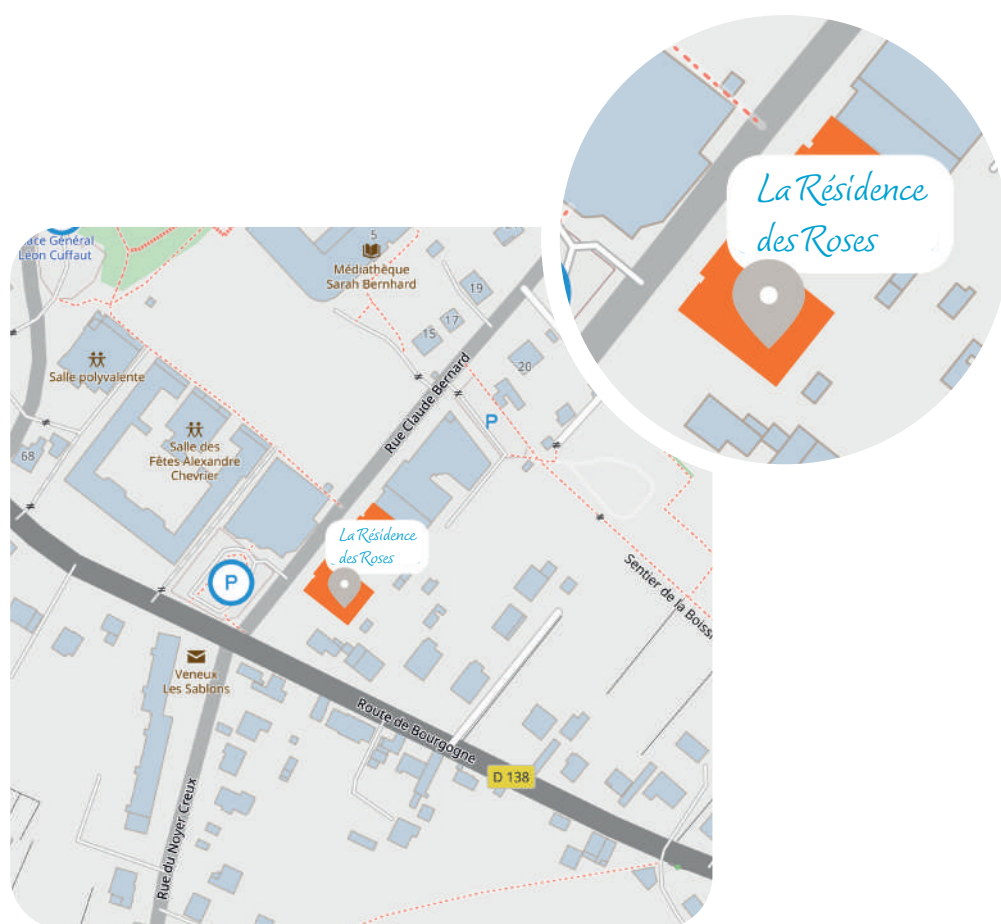 La Résidence
des Roses
ace Général
Léon Cuffaut
5
Médiathèque
Sarah Bernhard
19
17
15
20
Salle polyvalente
Rue Claude Bernard
P
Salle des
Fêtes Alexandre
Chevrier
68
La Résidence
des Roses
P
Sentier de la Boissi
Veneux
Les Sablons
Route de Bourgogne
D 138
Rue du Noyer Creux